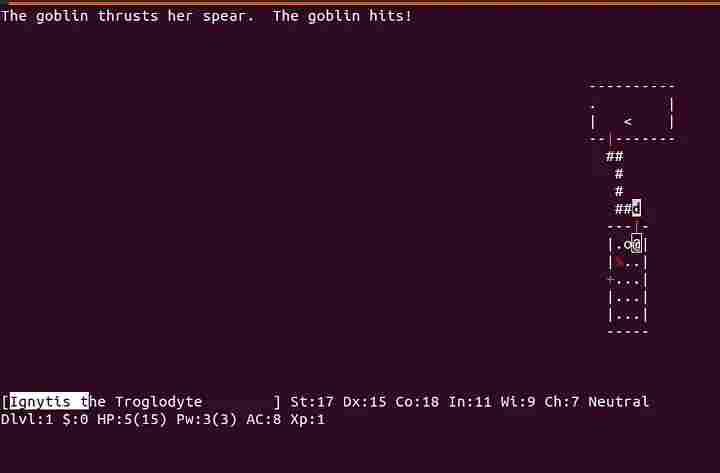 The goblin thrusts her spear.  The goblin hits!
----------
.        |
|   <    |
--|-------
##
#
#
##d
---|-
|.o@|
|%..|
+...|
|...|
|...|
-----
[Ignytis the Troglodyte        ] St:17 Dx:15 Co:18 In:11 Wi:9 Ch:7 Neutral
Dlvl:1 $:0 HP:5(15) Pw:3(3) AC:8 Xp:1